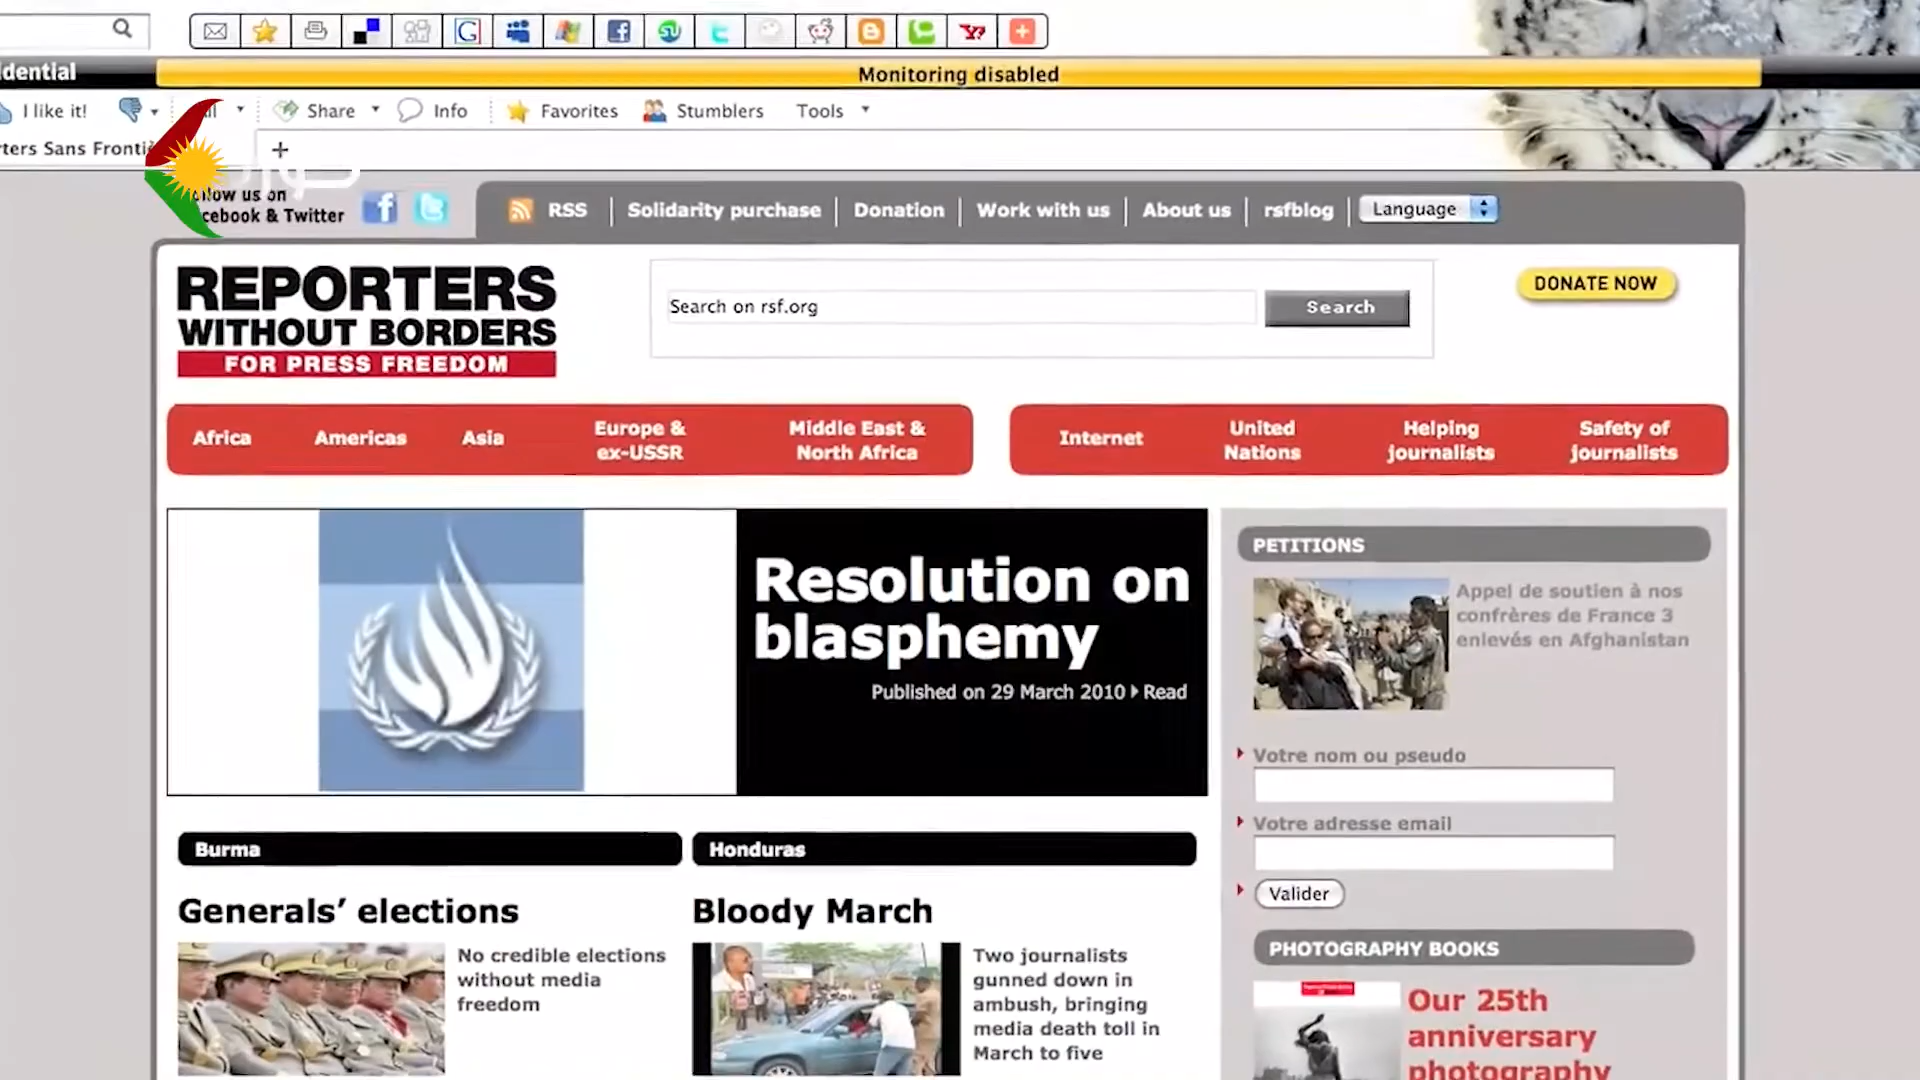 dential
Monitoring disabled
I like it!
Share
Info
Favorites
Stumblers
Tools
ters Sans Fronti
+
low us on
cebook & Twitter
RSS
Solidarity purchase
Donation
Work with us
About us
rsfblog
Language
REPORTERS
WITHOUT BORDERS
FOR PRESS FREEDOM
Search on rsf.org
Search
DONATE NOW
Africa
Americas
Asia
Europe &
ex-USSR
Middle East &
North Africa
Internet
United
Nations
Helping
journalists
Safety of
journalists
Resolution on
blasphemy
Published on 29 March 2010
Read
PETITIONS
Appel de soutien à nos
confrères de France 3
enlevés en Afghanistan
Votre nom ou pseudo
Votre adresse email
Valider
Burma
Generals’ elections
No credible elections
without media
freedom
Honduras
Bloody March
Two journalists
gunned down in
ambush, bringing
media death toll in
March to five
PHOTOGRAPHY BOOKS
Our 25th
anniversary
photography